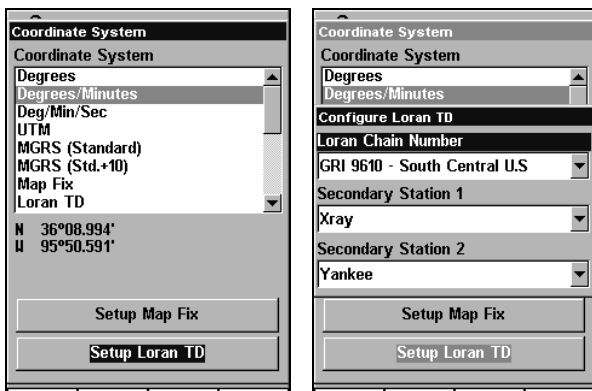 Coordinate System
Coordinate System
Degrees
Degrees/Minutes
Deg/Min/Sec
UTM
MGRS (Standard)
MGRS (Std.+10)
Map Fix
Loran TD
N 36°08.994'
W 95°50.591'
Setup Map Fix
Setup Loran TD
Coordinate System
Coordinate System
Degrees
Degrees/Minutes
Configure Loran TD
Loran Chain Number
GRI 9610 - South Central U.S
Secondary Station 1
Xray
Secondary Station 2
Yankee
Setup Map Fix
Setup Loran TD